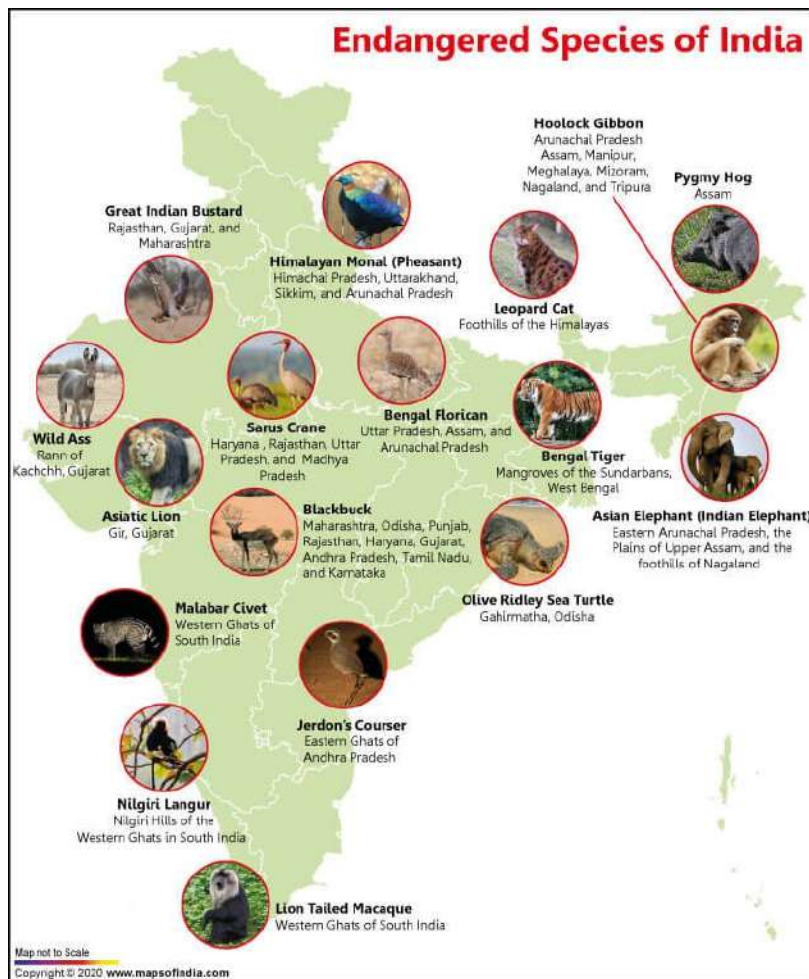 Endangered Species of India
Hoolock Gibbon
Arunachal Pradesh
Assam, Manipur,
Meghalaya, Mizoram,
Nagaland, and Tripura
Pygmy Hog
Assam
Great Indian Bustard
Rajasthan, Gujarat, and
Maharashtra
Himalayan Monal (Pheasant)
Himachal Pradesh, Uttarakhand,
Sikkim, and Arunachal Pradesh
Leopard Cat
Foothills of the Himalayas
Wild Ass
Rann of
Kachchh, Gujarat
Sarus Crane
Haryana , Rajasthan, Uttar
Pradesh, and Madhya
Pradesh
Bengal Florican
Uttar Pradesh, Assam, and
Arunachal Pradesh
Bengal Tiger
Mangroves of the Sundarbans,
West Bengal
Asiatic Lion
Gir, Gujarat
Blackbuck
Maharashtra, Odisha, Punjab,
Rajasthan, Haryana, Gujarat,
Andhra Pradesh, Tamil Nadu,
and Karnataka
Asian Elephant (Indian Elephant)
Eastern Arunachal Pradesh, the
Plains of Upper Assam, and the
foothills of Nagaland
Olive Ridley Sea Turtle
Gahirmatha, Odisha
Malabar Civet
Western Ghats of
South India
Jerdon's Courser
Eastern Ghats of
Andhra Pradesh
Nilgiri Langur
Nilgiri Hills of the
Western Ghats in South India
Lion Tailed Macaque
Western Ghats of South India
Map not to Scale
Copyright © 2020 www.mapsofindia.com